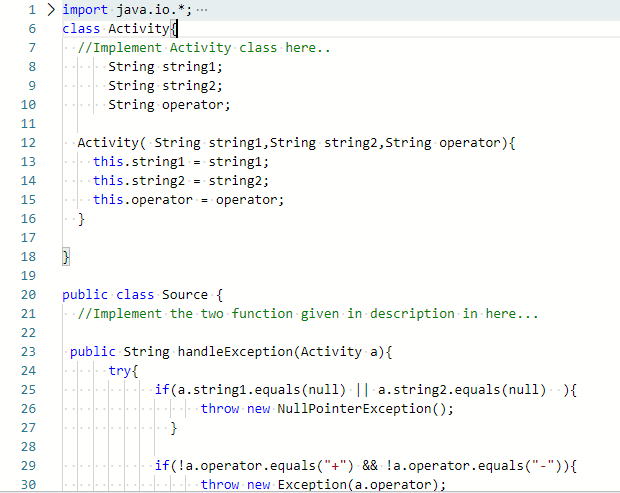 1 > import java.io.*; ···
6 class Activity{
7 //Implement Activity class here..
8 String string1;
9 String string2;
10 String operator;
11
12 Activity( String string1,String string2,String operator){
13 this.string1 = string1;
14 this.string2 = string2;
15 this.operator = operator;
16 }
17
18 }
19
20 public class Source {
21 //Implement the two function given in description in here...
22
23 public String handleException(Activity a){
24 try{
25 if(a.string1.equals(null) || a.string2.equals(null)  ){
26 throw new NullPointerException();
27 }
28
29 if(!a.operator.equals("+") && !a.operator.equals("-")){
30 throw new Exception(a.operator);